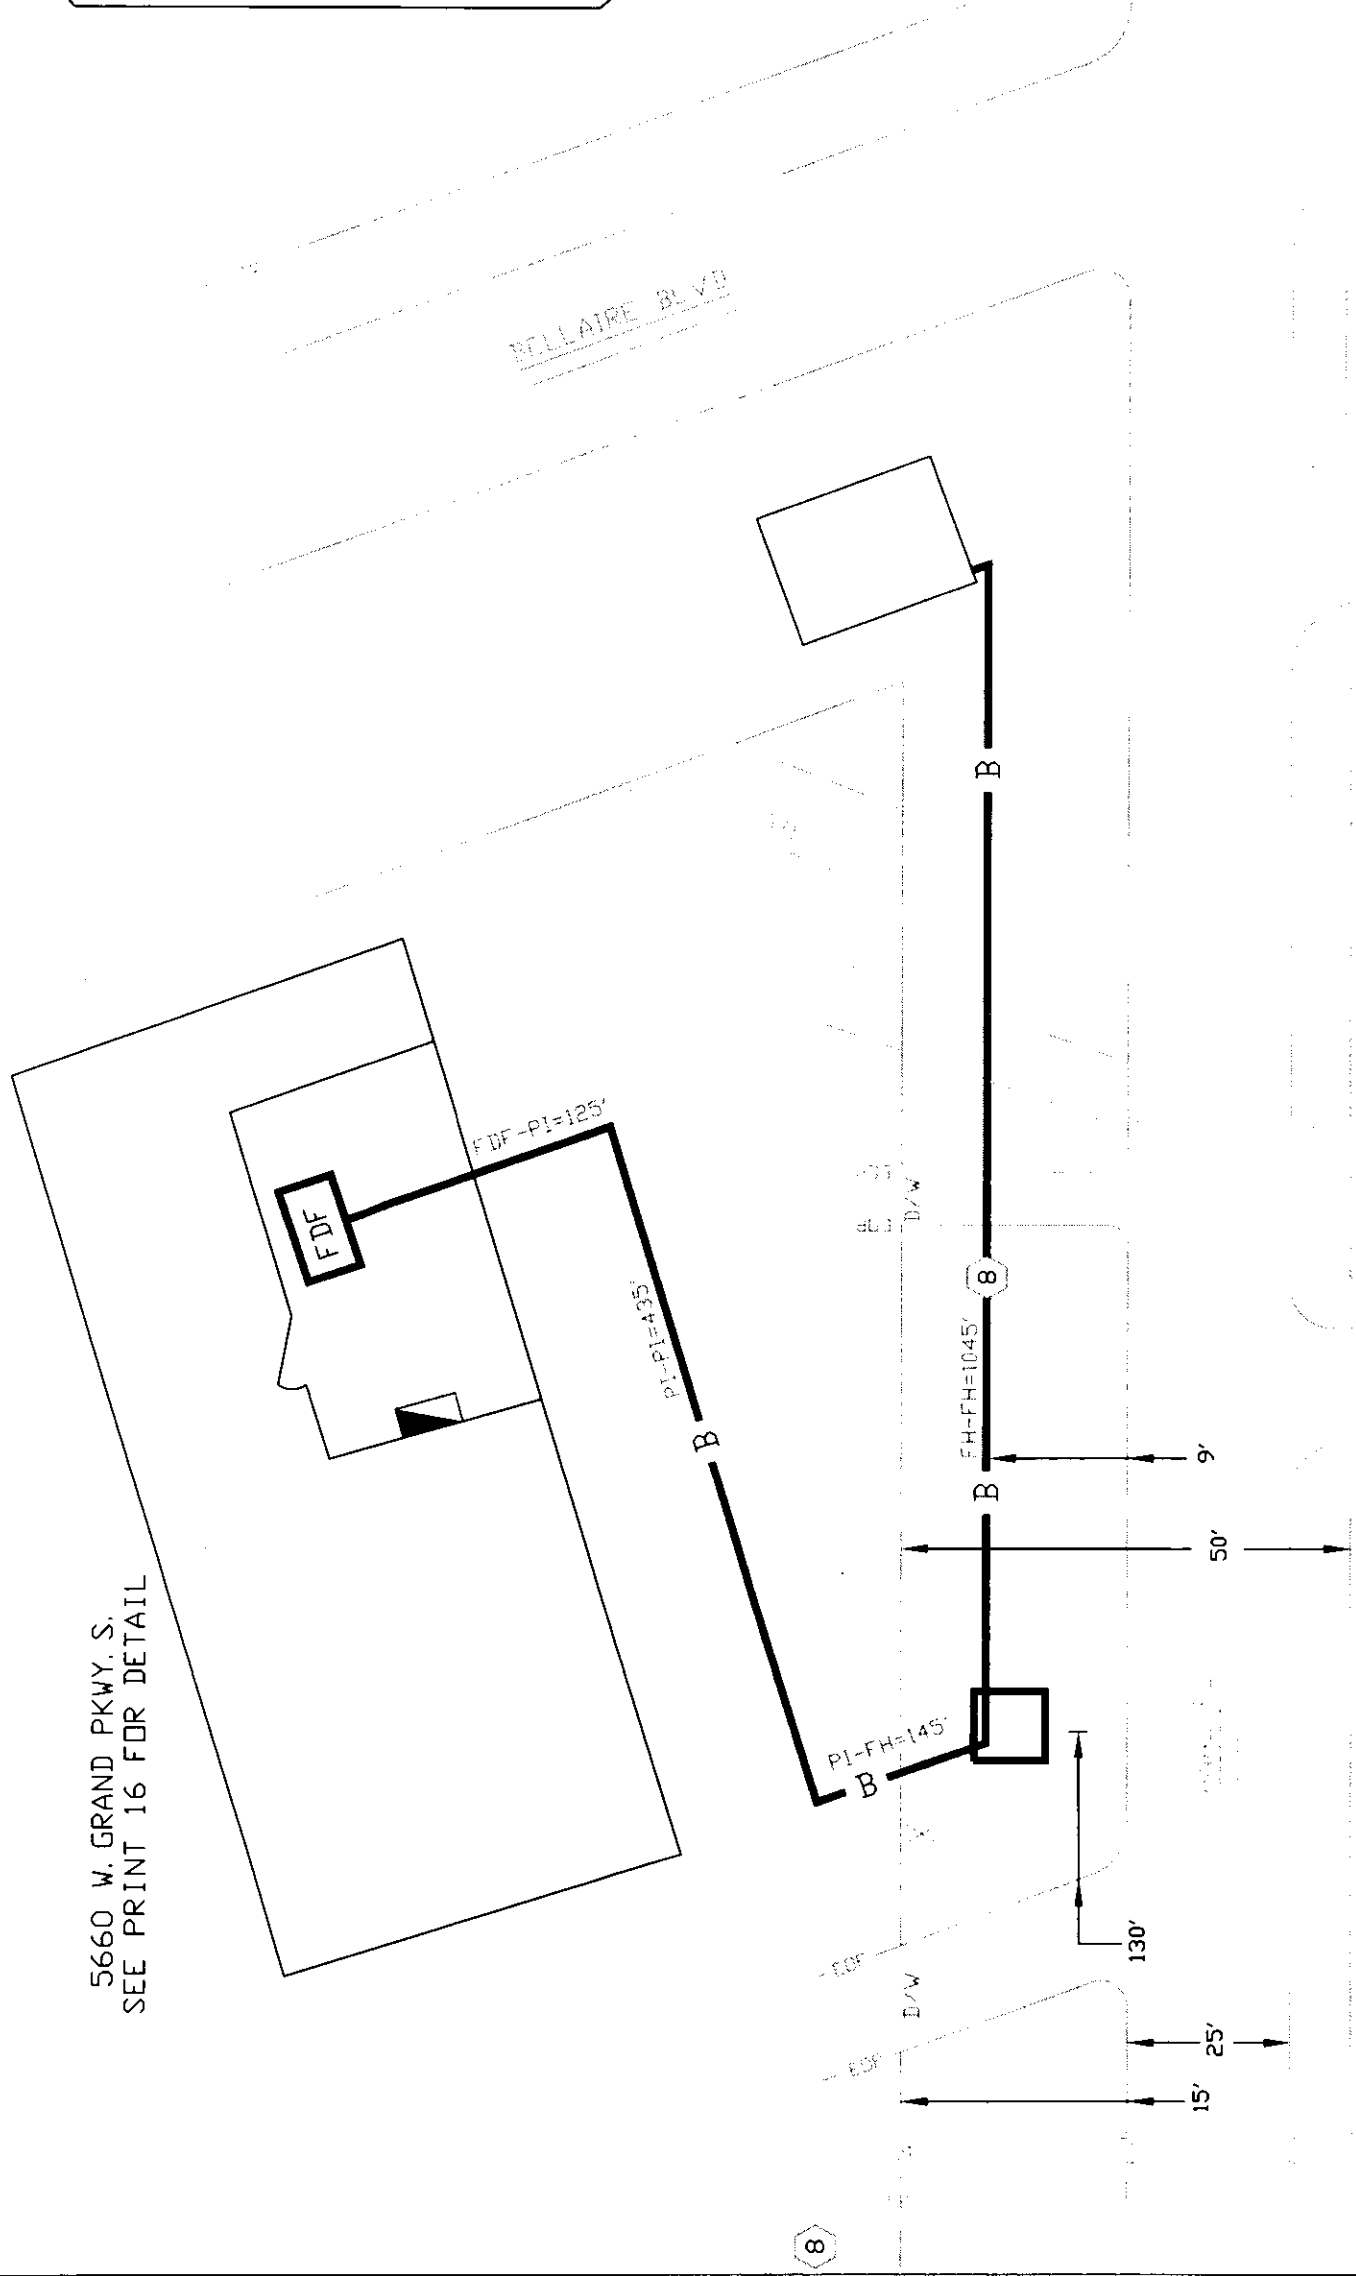 5660 W. GRAND PKWY. S.
SEE PRINT 16 FOR DETAIL
BELLAIRE BLVD
FDF
FDF-PI=125'
PI-PI=435'
B
PI-FH=145'
B
B
8
FH-FH=1045'
B
D/W
EOP
9'
50'
130'
EOP
D/W
EOP
25'
15'
8